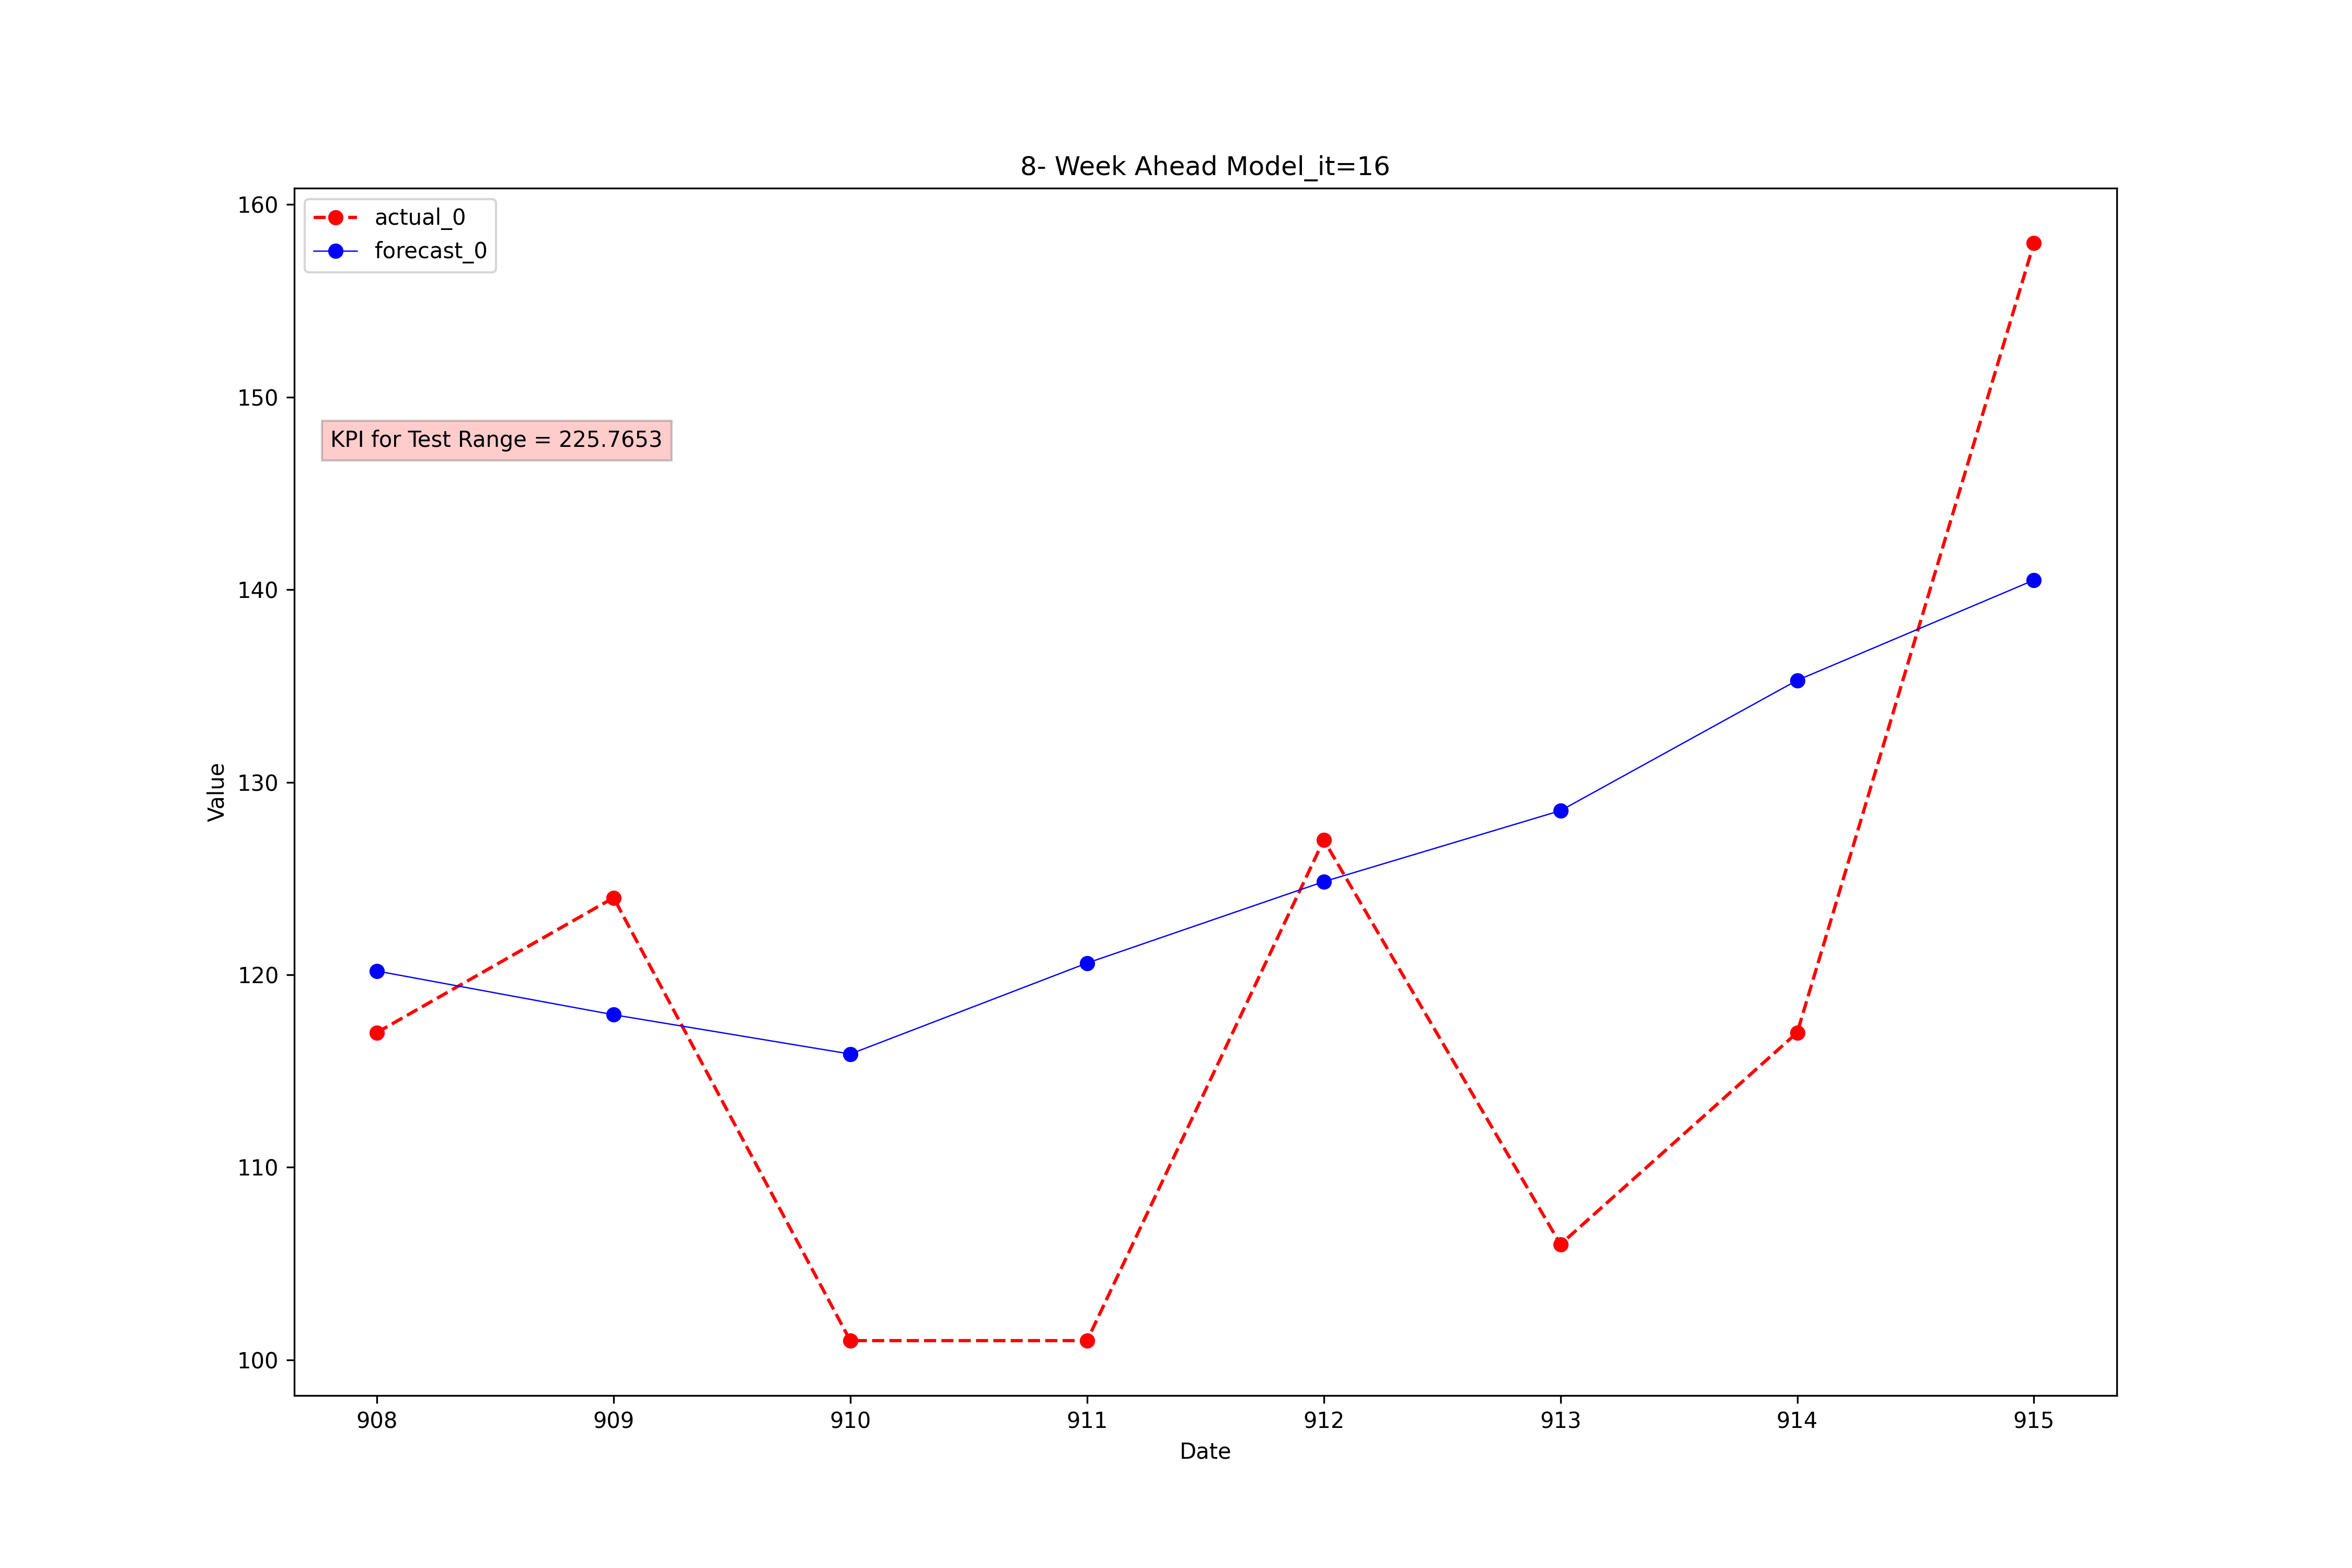 8- Week Ahead Model_it=16
actual_0
forecast_0
KPI for Test Range = 225.7653
Value
160
150
140
130
120
110
100
908 909 910 911 912 913 914 915
Date